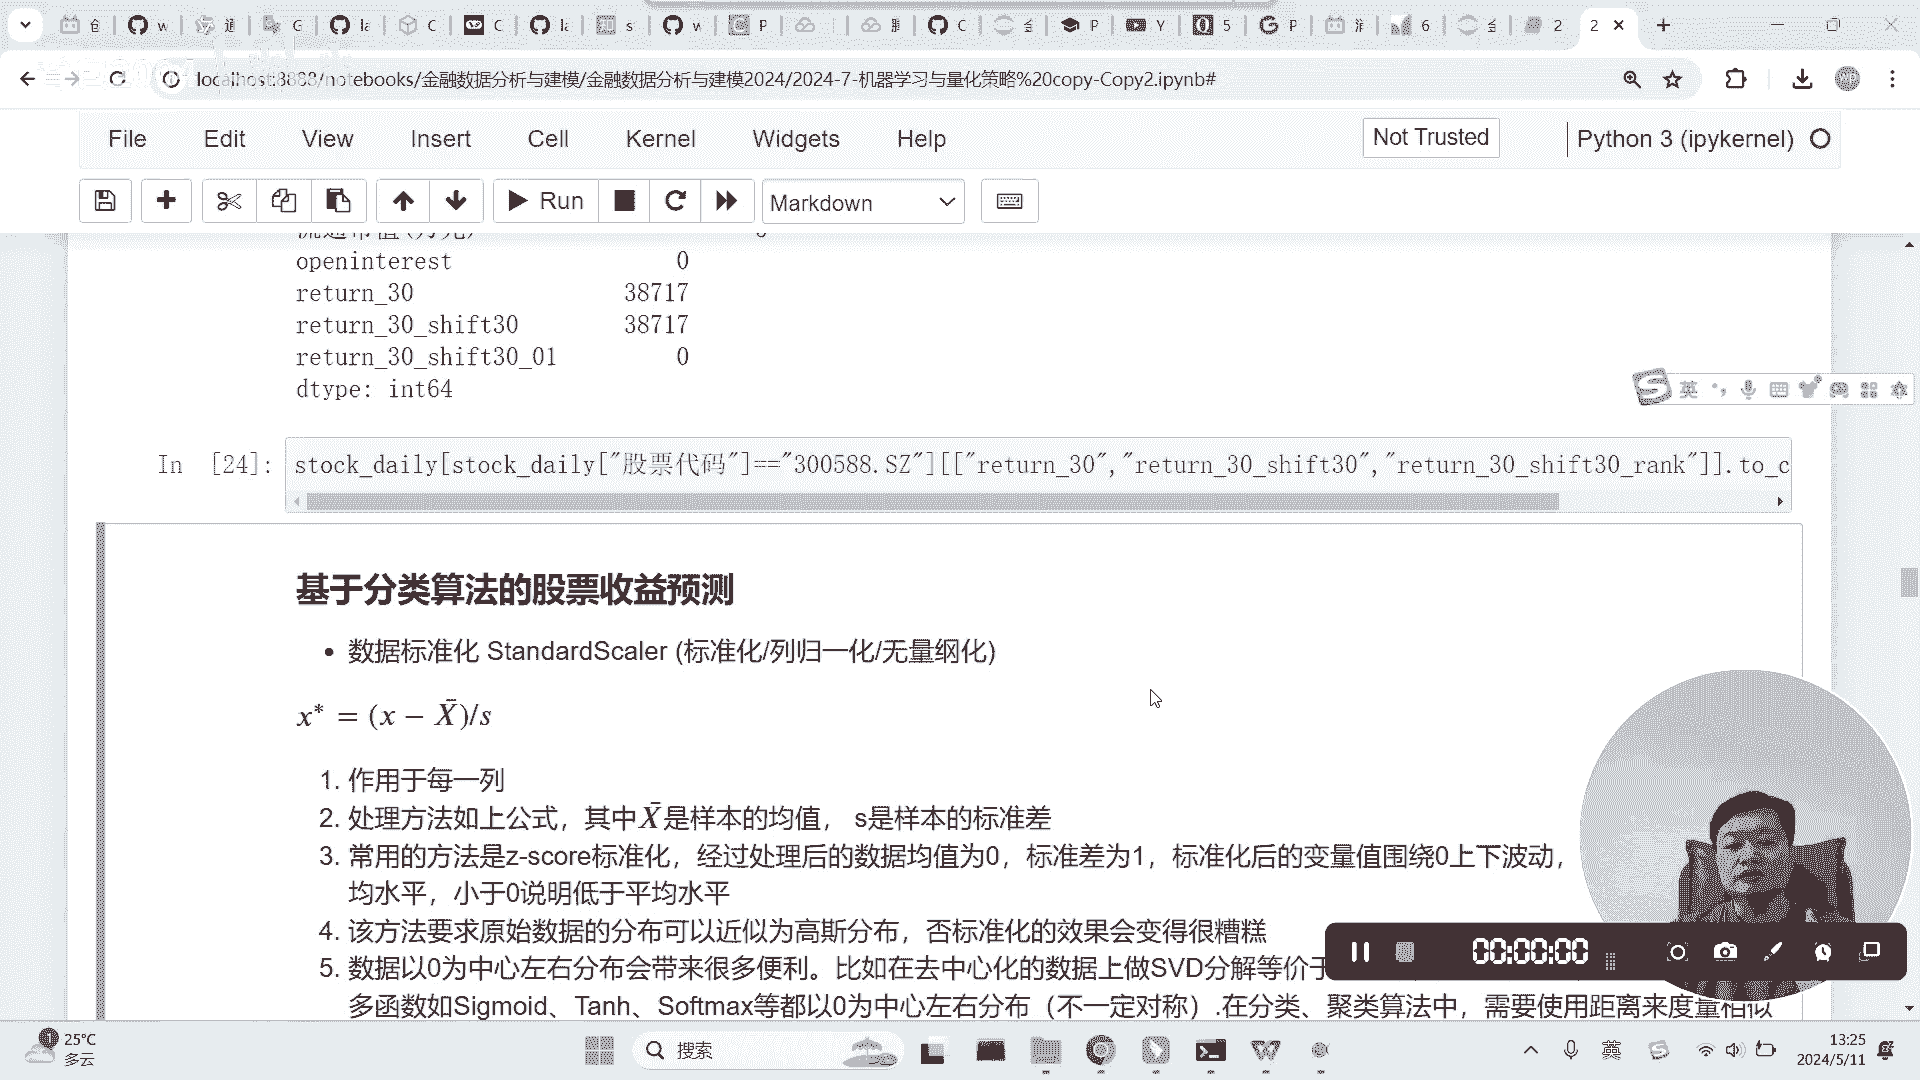 localhost:8888/notebooks/金融数据分析与建模/金融数据分析与建模2024/2024-7-机器学习与量化策略%20copy-Copy2.ipynb#
File Edit View Insert Cell Kernel Widgets Help Not Trusted Python 3 (ipykernel)
Run Markdown
openinterest 0
return_30 38717
return_30_shift30 38717
return_30_shift30_01 0
dtype: int64
英
In [24]: stock_daily[stock_daily["股票代码"]=="300588.SZ"][["return_30","return_30_shift30","return_30_shift30_rank"]].to_c
基于分类算法的股票收益预测
• 数据标准化 StandardScaler (标准化/列归一化/无量纲化)
x* = (x − X̄)/s
1. 作用于每一列
2. 处理方法如上公式，其中X̄是样本的均值， s是样本的标准差
3. 常用的方法是z-score标准化，经过处理后的数据均值为0，标准差为1，标准化后的变量值围绕0上下波动，
均水平，小于0说明低于平均水平
4. 该方法要求原始数据的分布可以近似为高斯分布，否标准化的效果会变得很糟糕
5. 数据以0为中心左右分布会带来很多便利。比如在去中心化的数据上做SVD分解等价于
多函数如Sigmoid、Tanh、Softmax等都以0为中心左右分布（不一定对称）.在分类、聚类算法中，需要使用距离来度量相似
00:00:00
25°C
多云
搜索
英
13:25
2024/5/11